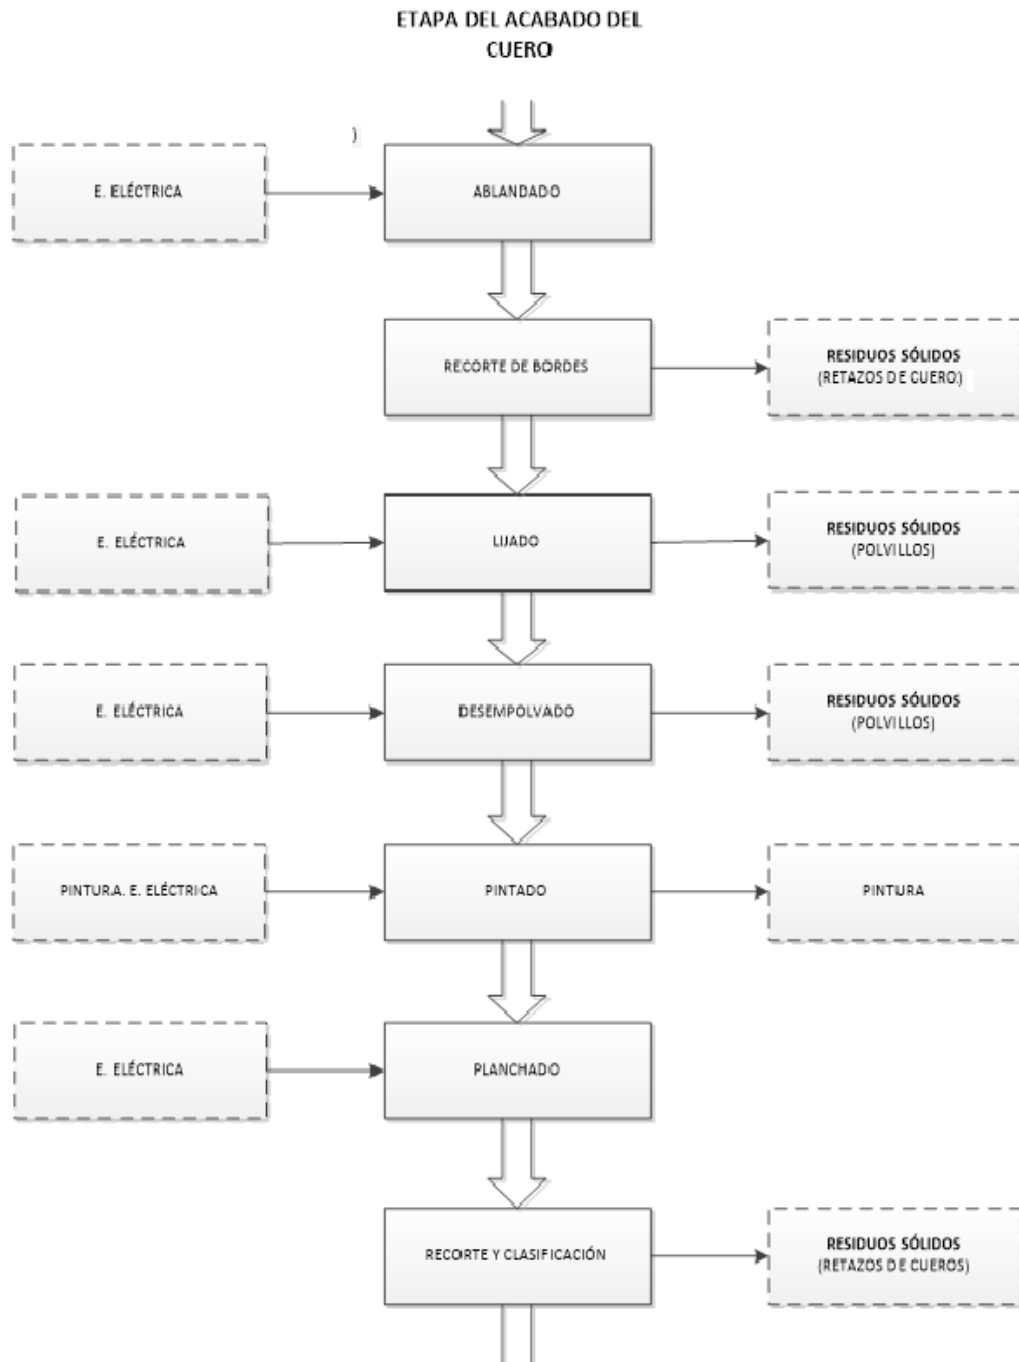 ETAPA DEL ACABADO DEL
CUERO
)
E. ELÉCTRICA
ABLANDADO
RECORTE DE BORDES
RESIDUOS SÓLIDOS
(RETAZOS DE CUERO)
E. ELÉCTRICA
LIJADO
RESIDUOS SÓLIDOS
(POLVILLOS)
E. ELÉCTRICA
DESEMPOLVADO
RESIDUOS SÓLIDOS
(POLVILLOS)
PINTURA. E. ELÉCTRICA
PINTADO
PINTURA
E. ELÉCTRICA
PLANCHADO
RECORTE Y CLASIFICACIÓN
RESIDUOS SÓLIDOS
(RETAZOS DE CUEROS)